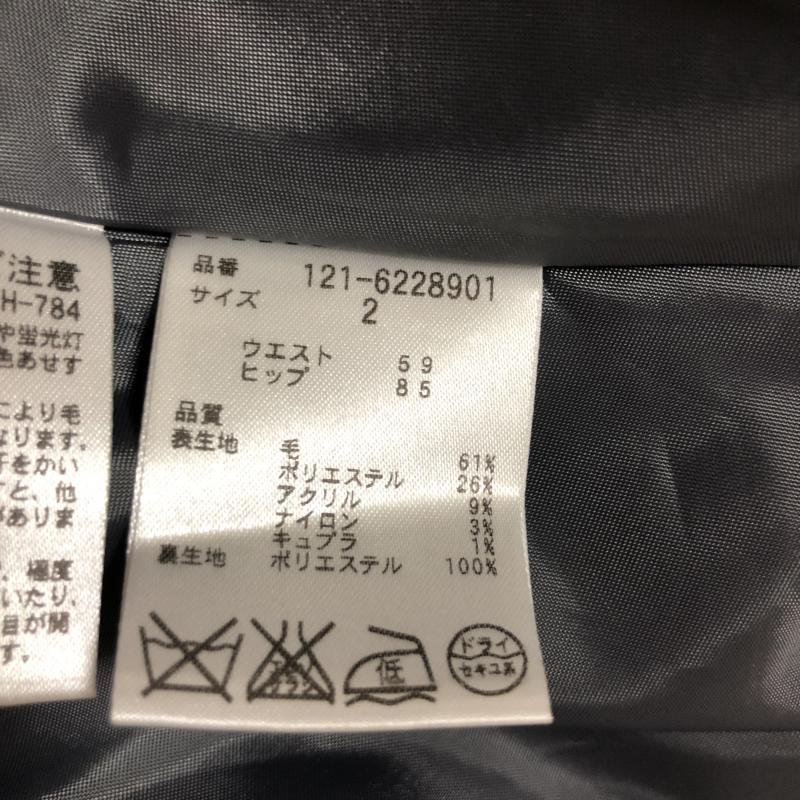 注意
H-784
や蛍光灯
色あせす
により毛
なります。
汗をかい
と、他
がありま
、極度
いたり、
目が開
す。
品番 121-6228901
サイズ 2
ウエスト 59
ヒップ 85
品質
表生地 毛 61%
ポリエステル 26%
アクリル 9%
ナイロン 3%
キュプラ 1%
裏生地 ポリエステル 100%
低
ドライ
セキユ系